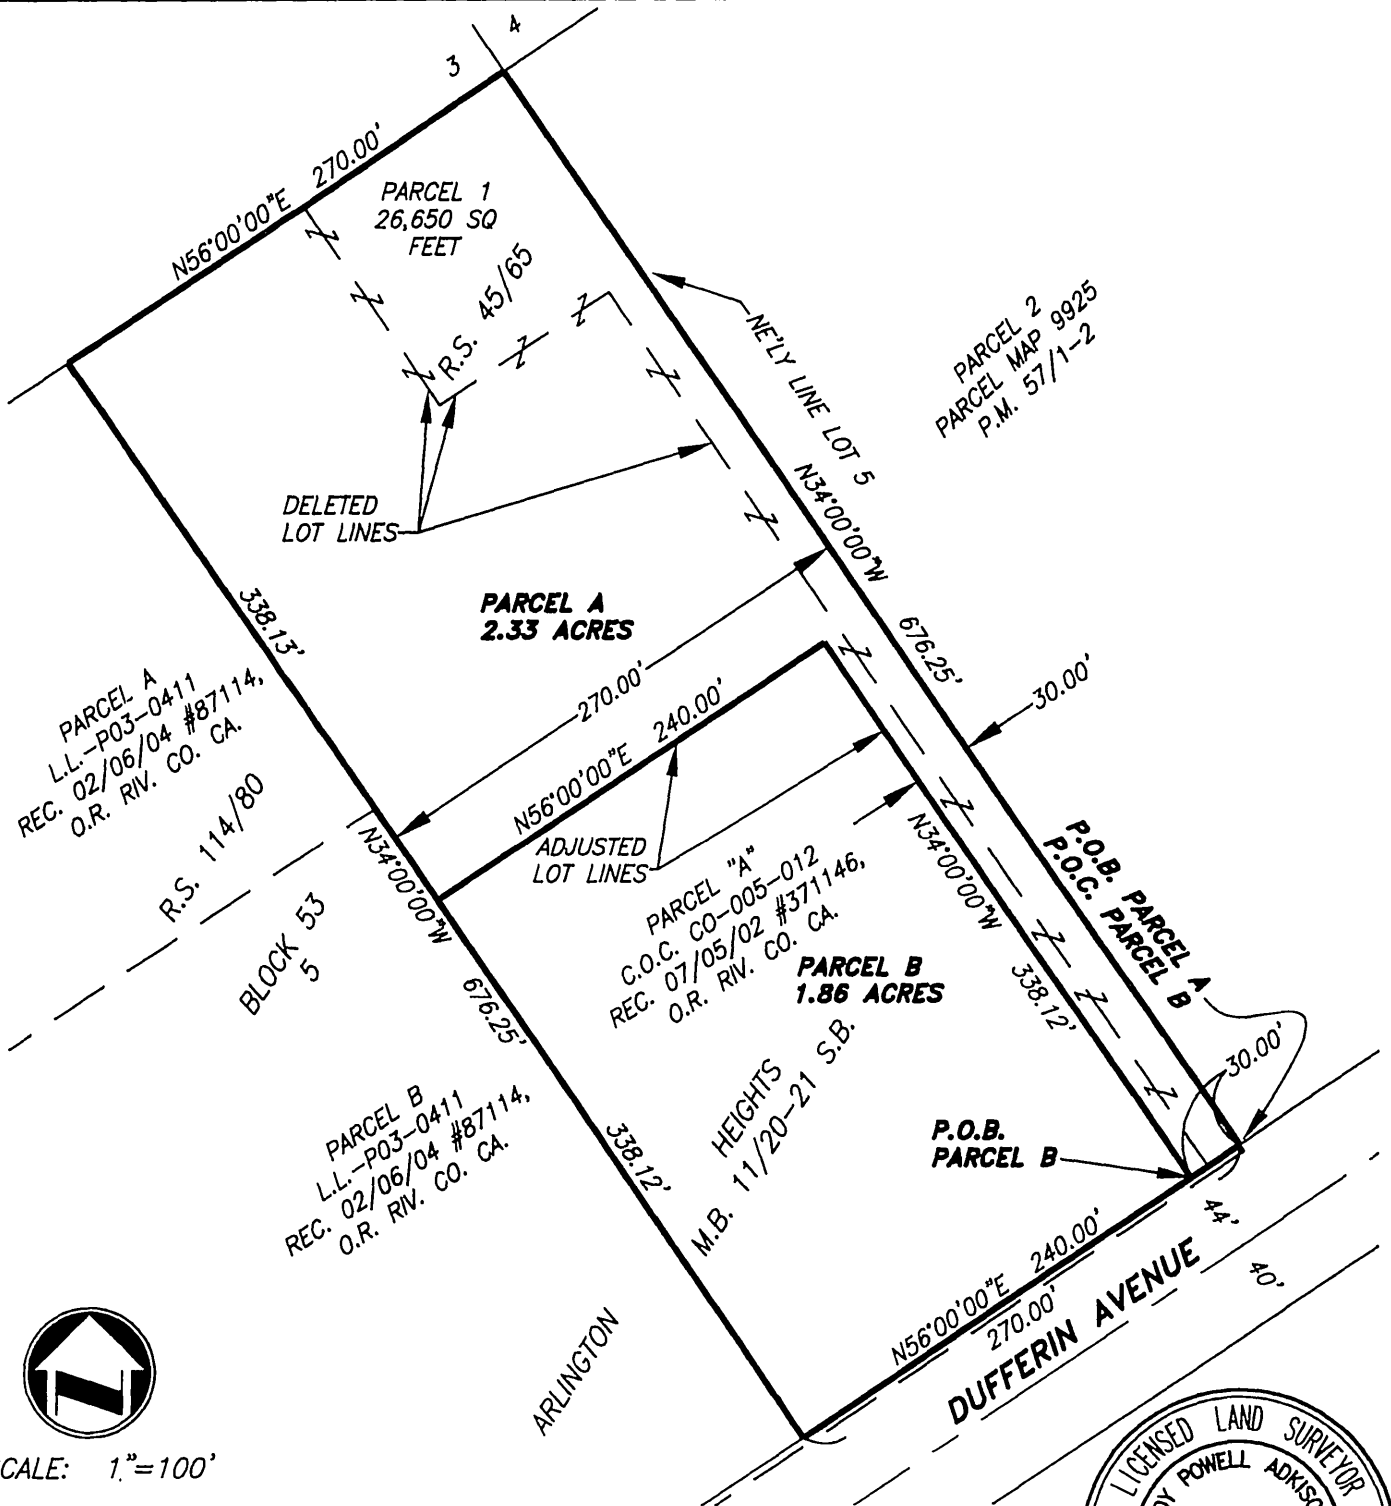 4
3
N56°00'00"E 270.00'
PARCEL 1
26,650 SQ
FEET
R.S. 45/65
NE'LY LINE LOT 5
PARCEL 2
PARCEL MAP 9925
P.M. 57/1-2
DELETED
LOT LINES
N34°00'00"W 676.25'
338.13'
PARCEL A
2.33 ACRES
270.00'
30.00'
PARCEL A
L.L.-P03-0411
REC. 02/06/04 #87114,
O.R. RIV. CO. CA.
R.S. 114/80
N56°00'00"E 240.00'
ADJUSTED
LOT LINES
N34°00'00"W 676.25'
BLOCK 53
5
PARCEL "A"
C.O.C. CO-005-012
REC. 07/05/02 #371146,
O.R. RIV. CO. CA.
PARCEL B
1.86 ACRES
N34°00'00"W 338.12'
P.O.B. PARCEL A
P.O.C. PARCEL B
30.00'
HEIGHTS
M.B. 11/20-21 S.B.
PARCEL B
L.L.-P03-0411
REC. 02/06/04 #87114,
O.R. RIV. CO. CA.
338.12'
P.O.B.
PARCEL B
N56°00'00"E 240.00'
270.00'
44'
40'
DUFFERIN AVENUE
ARLINGTON
CALE: 1"=100'
LICENSED LAND SURVEYOR
POWELL